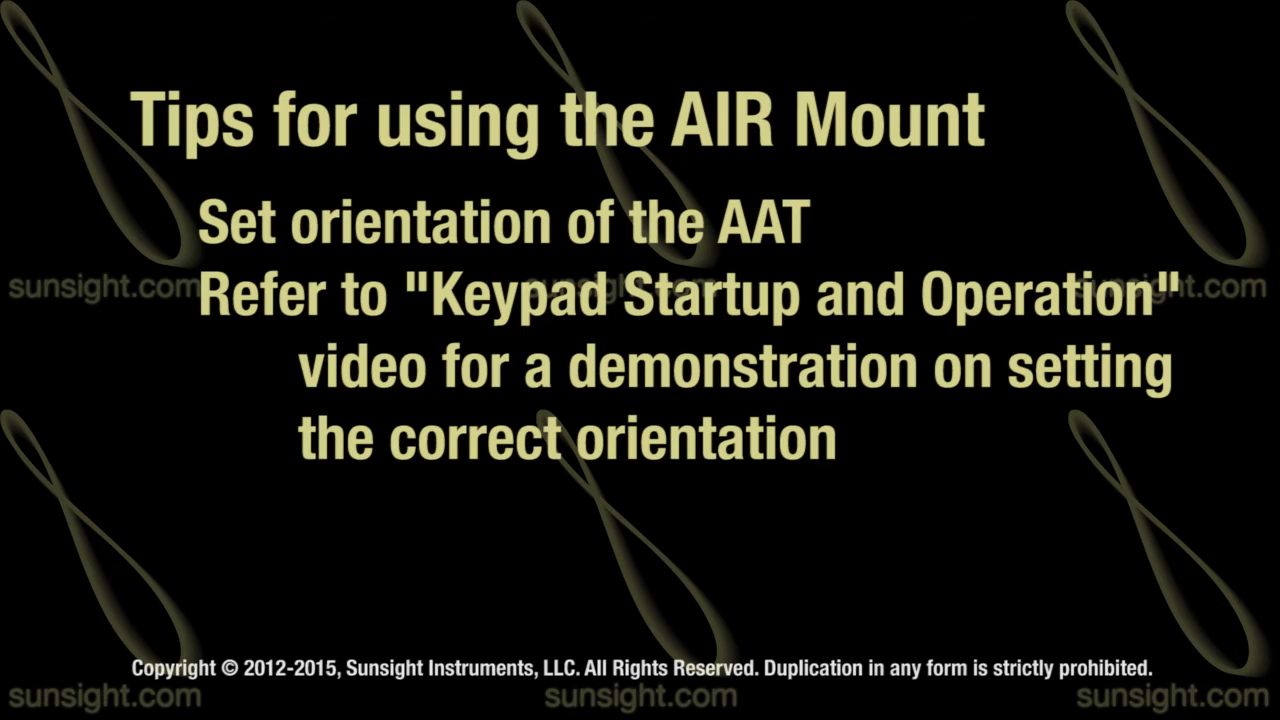 Tips for using the AIR Mount
Set orientation of the AAT
sunsight.com
sunsight.com
sunsight.com
Refer to "Keypad Startup and Operation"
video for a demonstration on setting
the correct orientation
Copyright © 2012-2015, Sunsight Instruments, LLC. All Rights Reserved. Duplication in any form is strictly prohibited.
sunsight.com
sunsight.com
sunsight.com